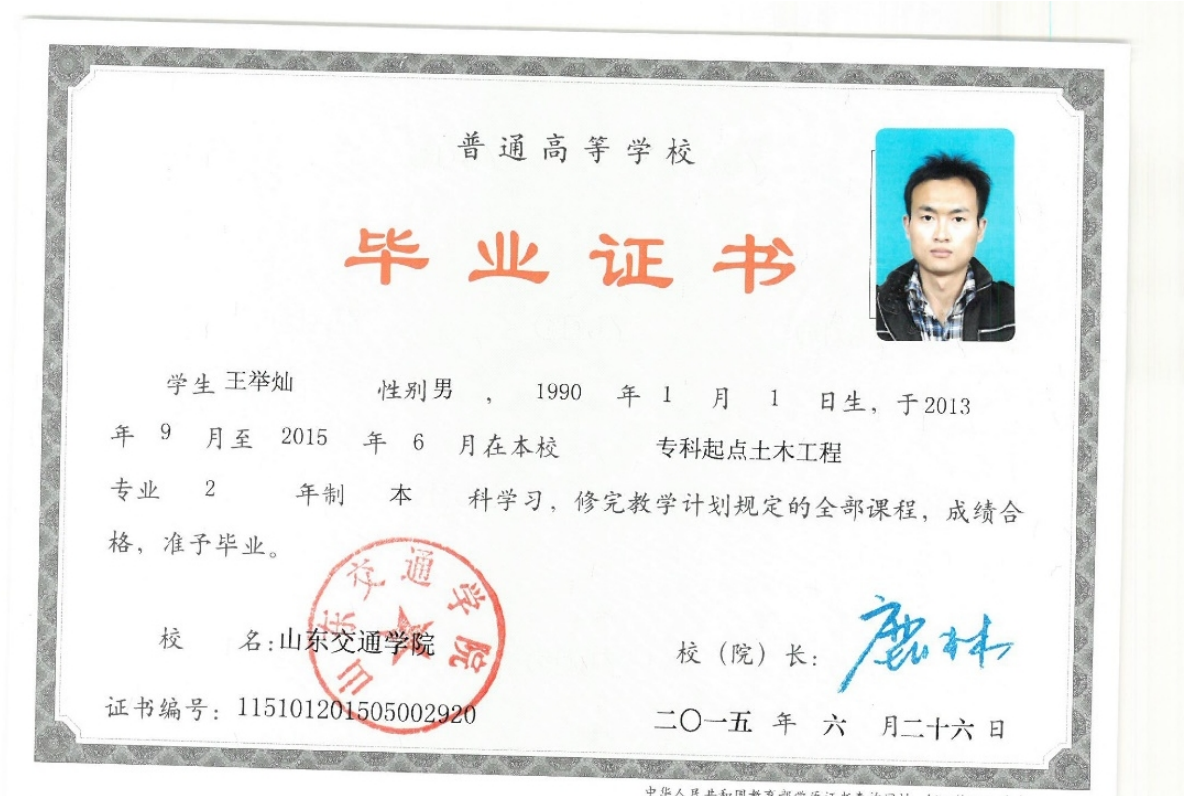 普通高等学校
毕业证书
学生 王举灿 性别 男 ， 1990 年 1 月 1 日生，于2013
年 9 月至 2015 年 6 月在本校 专科起点土木工程
专业 2 年制 本 科学习，修完教学计划规定的全部课程，成绩合
格，准予毕业。
山东交通学院
校 名：山东交通学院
校（院）长： 鹿林
证书编号：115101201505002920
二〇一五 年 六 月二十六日